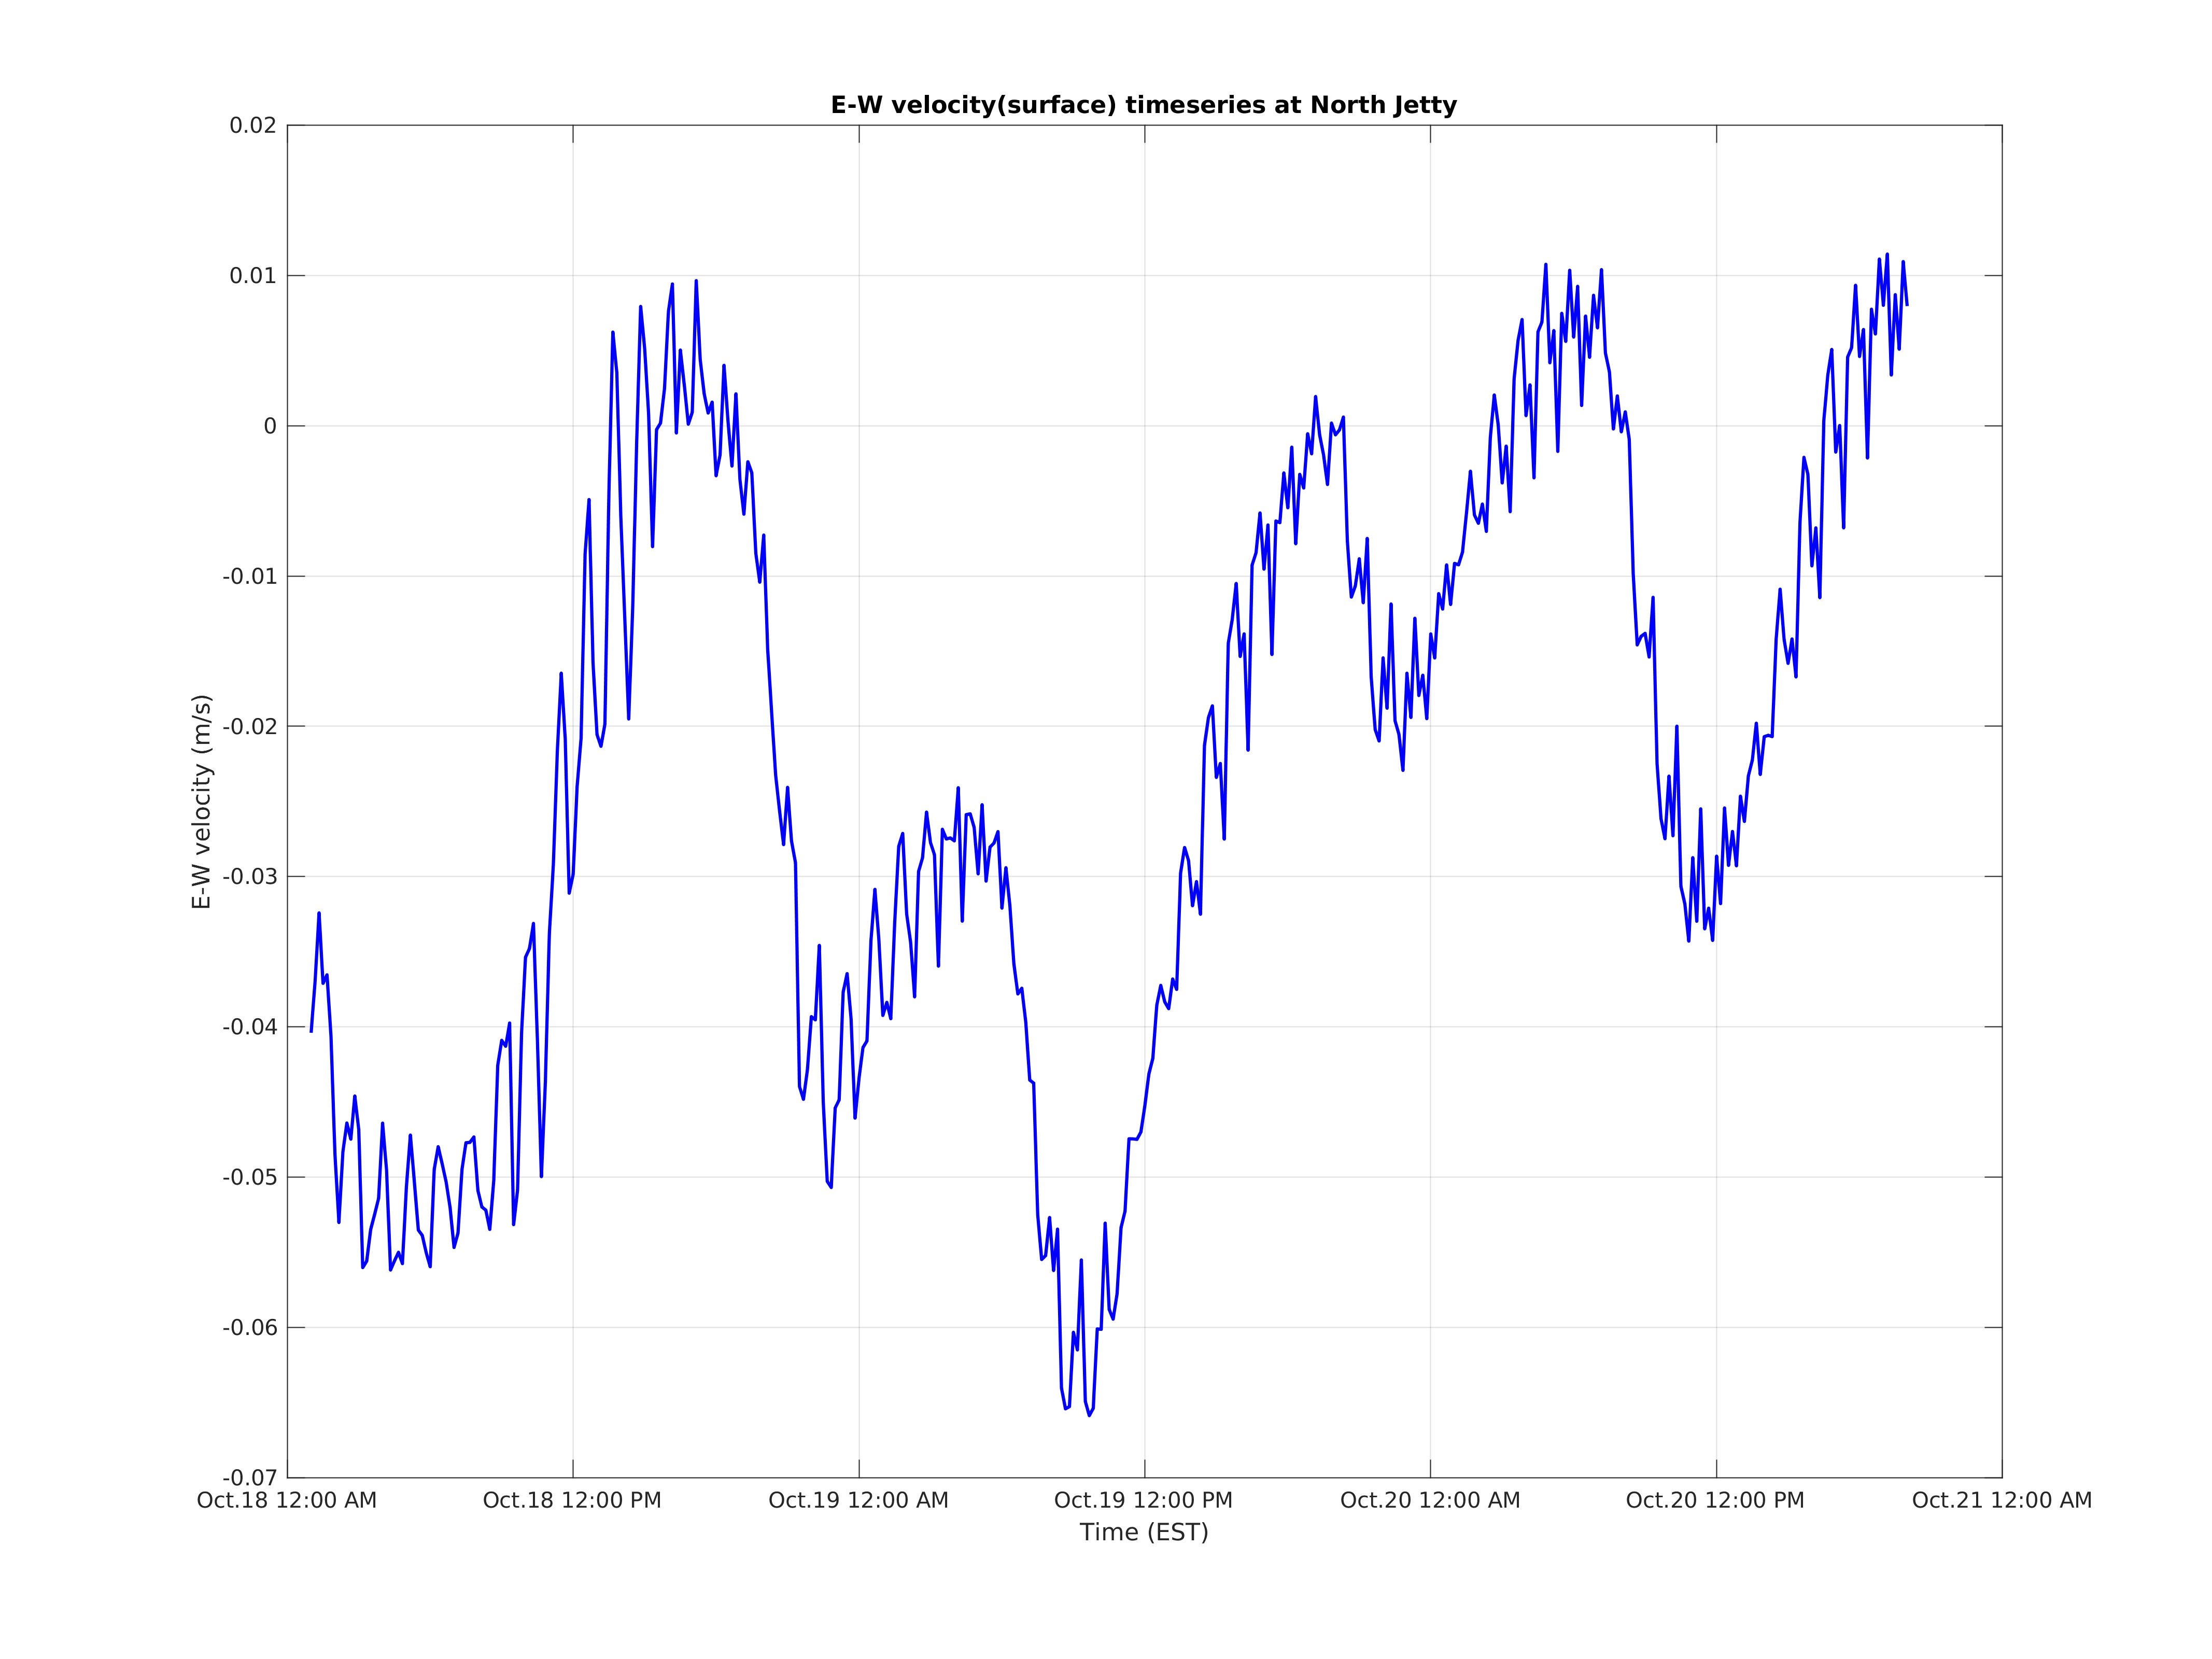 E-W velocity(surface) timeseries at North Jetty
0.02
0.01
0
-0.01
-0.02
-0.03
-0.04
-0.05
-0.06
-0.07
E-W velocity (m/s)
Oct.18 12:00 AM Oct.18 12:00 PM Oct.19 12:00 AM Oct.19 12:00 PM Oct.20 12:00 AM Oct.20 12:00 PM Oct.21 12:00 AM
Time (EST)